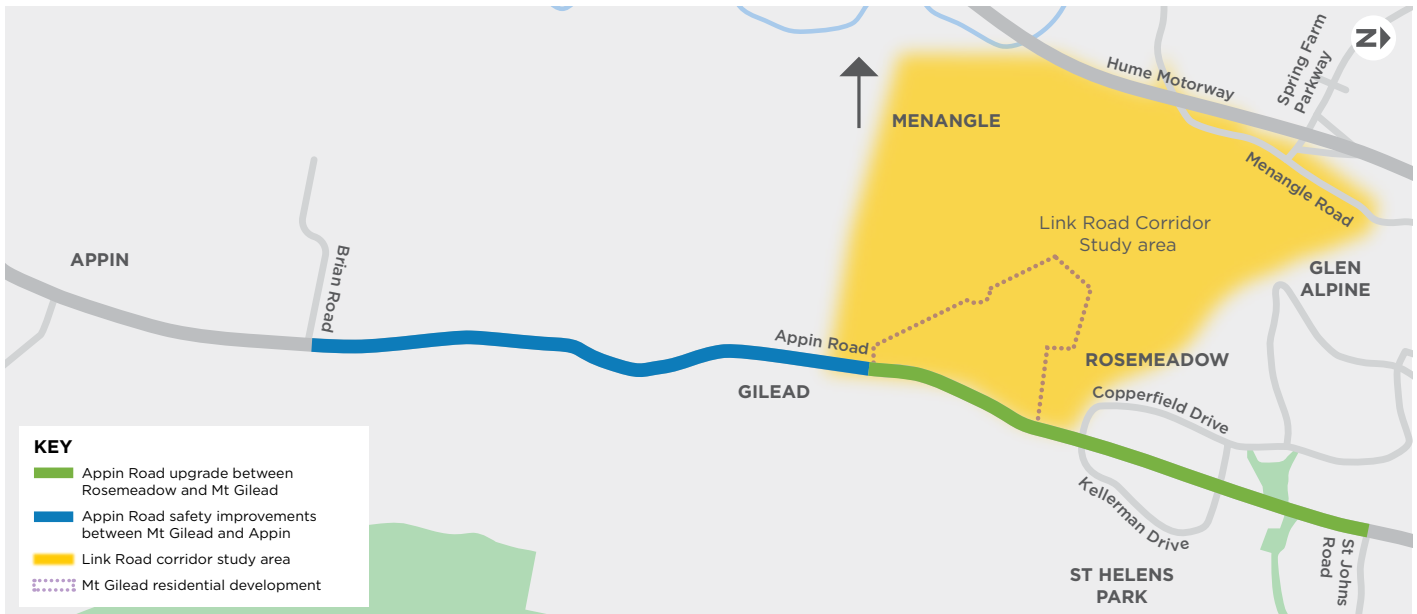 Hume Motorway
Spring Farm
Parkway
N
MENANGLE
Menangle Road
Link Road Corridor
Study area
APPIN
Brian Road
GLEN
ALPINE
Appin Road
ROSEMEADOW
GILEAD
Copperfield Drive
Kellerman Drive
ST HELENS
PARK
St Johns
Road
KEY
Appin Road upgrade between
Rosemeadow and Mt Gilead
Appin Road safety improvements
between Mt Gilead and Appin
Link Road corridor study area
Mt Gilead residential development